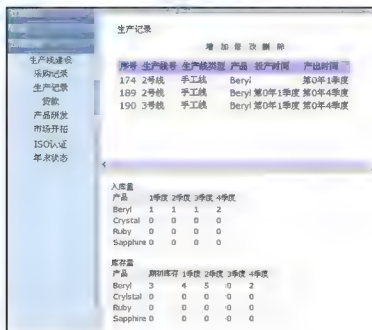 生产线建设
采购记录
生产记录
贷款
产品研发
市场开拓
ISO认证
年末状态
生产记录
增 加 修 改 删 除
序号 生产线号 生产线类型 产品 投产时间 产出时间
174 2号线 手工线 Beryl 第0年1季度
189 2号线 手工线 Beryl 第0年1季度 第0年4季度
190 3号线 手工线 Beryl 第0年1季度 第0年4季度
入库量
产品 1季度 2季度 3季度 4季度
Beryl 1 1 1 2
Crystal 0 0 0 0
Ruby 0 0 0 0
Sapphire 0 0 0 0
库存量
产品 期初库存 1季度 2季度 3季度 4季度
Beryl 3 4 5 0 2
Crylstal 0 0 0 0 0
Ruby 0 0 0 0 0
Sapphire 0 0 0 0 0